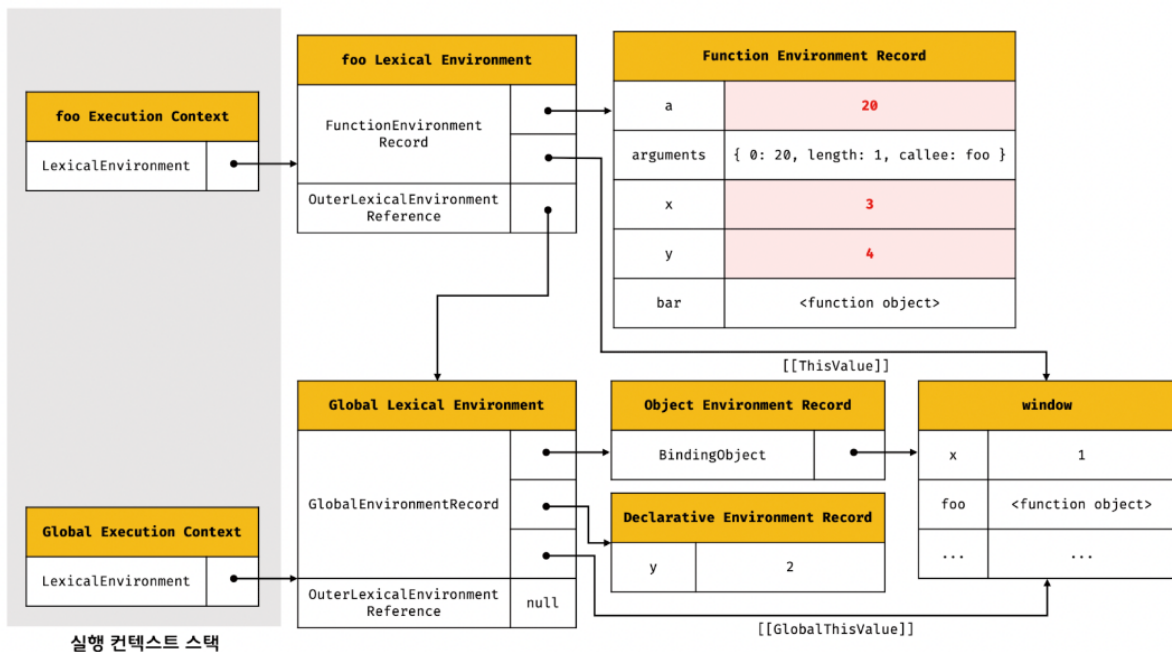 foo Execution Context
LexicalEnvironment
foo Lexical Environment
FunctionEnvironment
Record
OuterLexicalEnvironment
Reference
Function Environment Record
a
20
arguments
{ 0: 20, length: 1, callee: foo }
x
3
y
4
bar
<function object>
[[ThisValue]]
Global Execution Context
LexicalEnvironment
Global Lexical Environment
GlobalEnvironmentRecord
OuterLexicalEnvironment
Reference
null
Object Environment Record
BindingObject
Declarative Environment Record
y
2
window
x
1
foo
<function object>
...
...
[[GlobalThisValue]]
실행 컨텍스트 스택